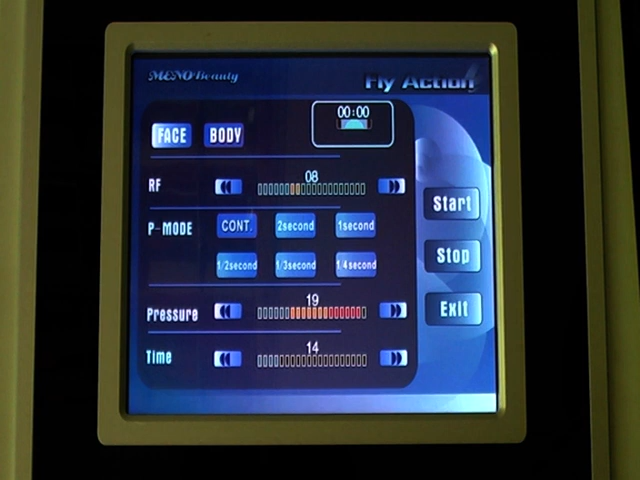 MENO Beauty
Fly Action
00:00
FACE BODY
RF 08
P-MODE CONT. 2second 1second
1/2second 1/3second 1/4second
Pressure 19
Time 14
Start
Stop
Exit